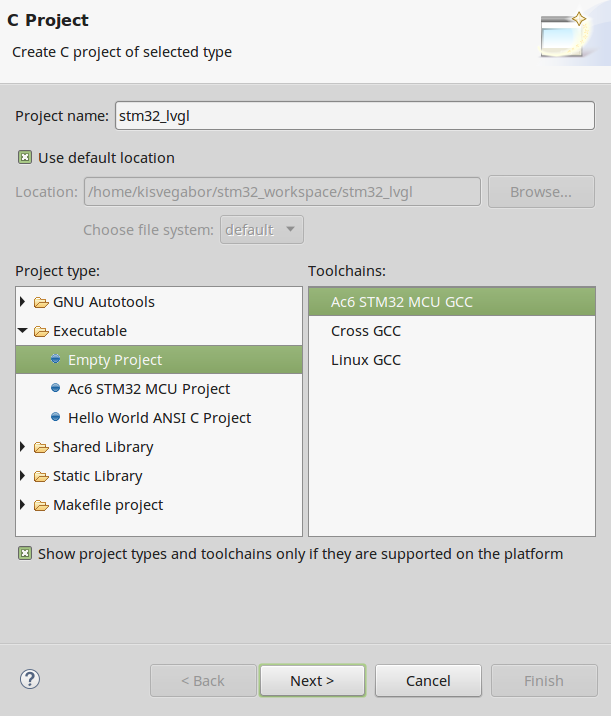 C Project
Create C project of selected type
Project name: stm32_lvgl
Use default location
Location: /home/kisvegabor/stm32_workspace/stm32_lvgl Browse...
Choose file system: default
Project type: Toolchains:
GNU Autotools Ac6 STM32 MCU GCC
Executable Cross GCC
Empty Project Linux GCC
Ac6 STM32 MCU Project
Hello World ANSI C Project
Shared Library
Static Library
Makefile project
Show project types and toolchains only if they are supported on the platform
? < Back Next > Cancel Finish